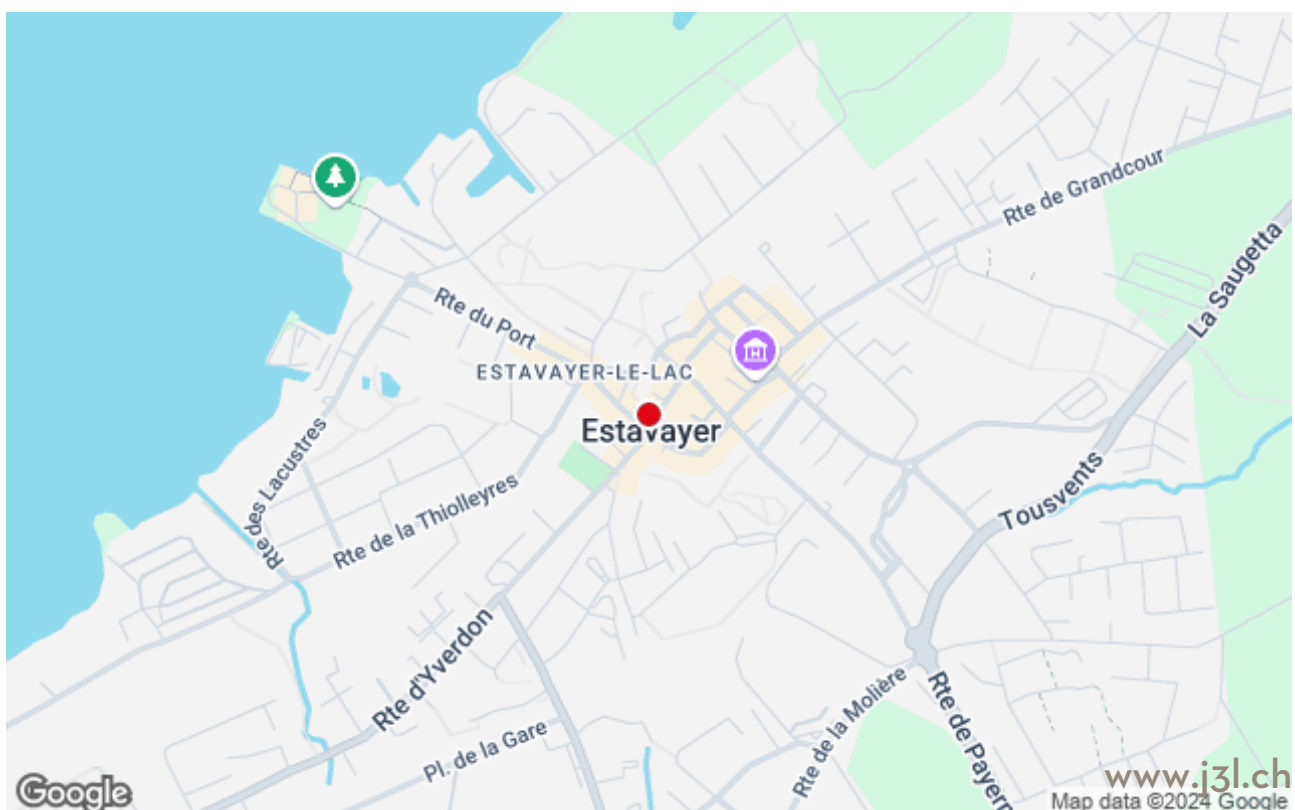 Rte de Grandcour
La Saugetta
Rte du Port
ESTAVAYER-LE-LAC
Estavayer
Rte des Lacustres
Rte de la Thiolleyres
Tousvents
Rte d'Yverdon
Pl. de la Gare
Rte de la Molière
Rte de Payern
www.j3l.ch
Google
Map data ©2024 Google